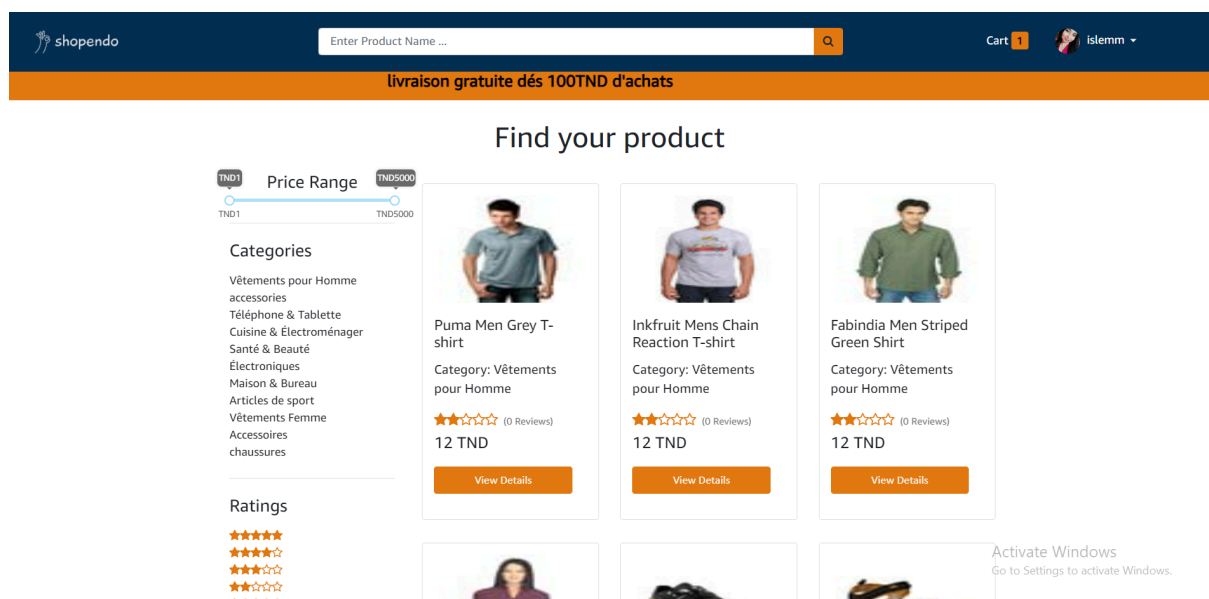 shopendo
Enter Product Name ...
Cart 1
islemm
livraison gratuite dés 100TND d'achats
Find your product
TND1
Price Range
TND5000
TND1
TND5000
Categories
Vêtements pour Homme
accessories
Téléphone & Tablette
Cuisine & Électroménager
Santé & Beauté
Électroniques
Maison & Bureau
Articles de sport
Vêtements Femme
Accessoires
chaussures
Ratings
Puma Men Grey T-
shirt
Category: Vêtements
pour Homme
(0 Reviews)
12 TND
View Details
Inkfruit Mens Chain
Reaction T-shirt
Category: Vêtements
pour Homme
(0 Reviews)
12 TND
View Details
Fabindia Men Striped
Green Shirt
Category: Vêtements
pour Homme
(0 Reviews)
12 TND
View Details
Activate Windows
Go to Settings to activate Windows.